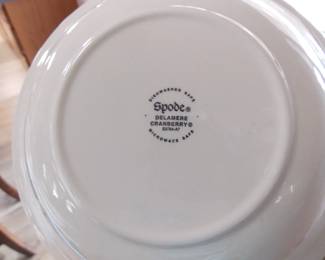 DISHWASHER SAFE
Spode®
DELAMERE
CRANBERRY ©
MICROWAVE SAFE